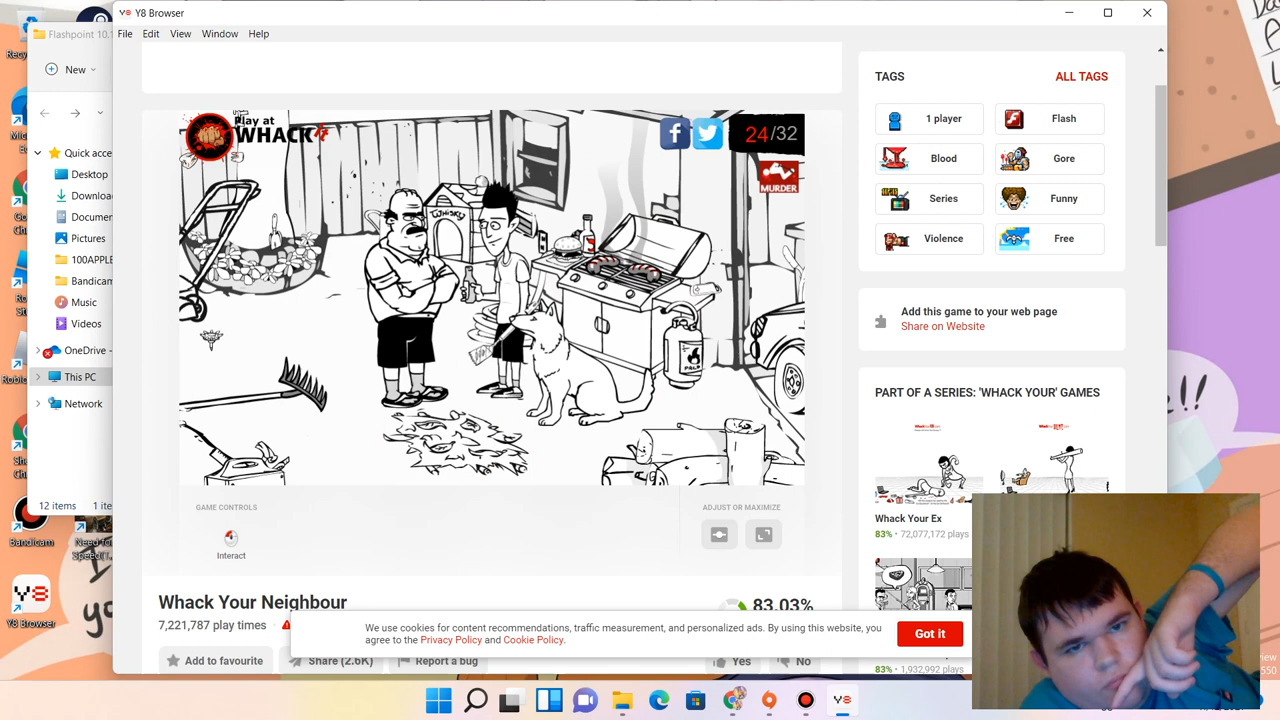 Flashpoint 10.1
New
Quick acce
Desktop
Downloa
Documen
Pictures
100APPLE
Bandicam
Music
Videos
OneDrive -
This PC
Network
12 items
Recy
Bandicam
Need for
Y8 Browser
Y8 Browser
File Edit View Window Help
Play at
WHACKit
24/32
MURDER
WHISKY
GAME CONTROLS
Interact
ADJUST OR MAXIMIZE
Whack Your Neighbour
7,221,787 play times
83.03%
Add to favourite
Share (2.6K)
Report a bug
Yes
No
We use cookies for content recommendations, traffic measurement, and personalized ads. By using this website, you
agree to the Privacy Policy and Cookie Policy.
Got it
TAGS
ALL TAGS
1 player
Flash
Blood
Gore
Series
Funny
Violence
Free
Add this game to your web page
Share on Website
PART OF A SERIES: 'WHACK YOUR' GAMES
Whack Your Ex
83% • 72,077,172 plays
83% • 1,932,992 plays